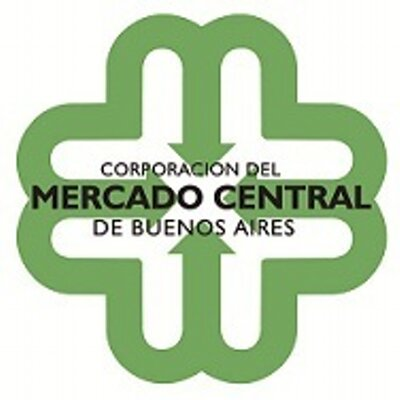 CORPORACION DEL
MERCADO CENTRAL
DE BUENOS AIRES